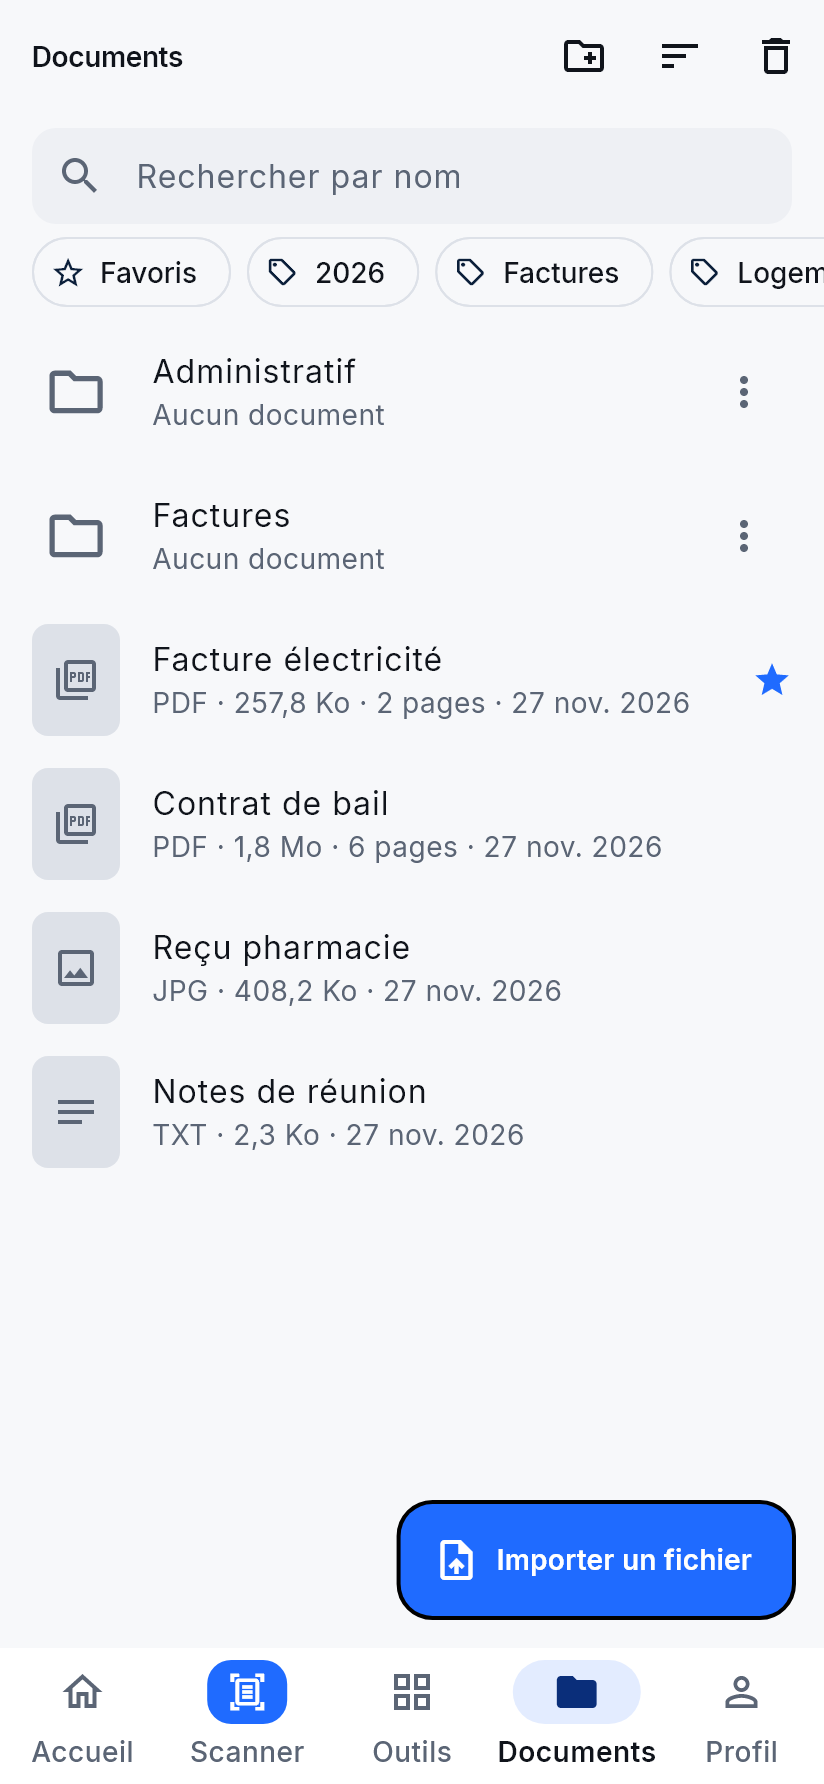 Documents
Rechercher par nom
Favoris
2026
Factures
Logem
Administratif
Aucun document
Factures
Aucun document
PDF
Facture électricité
PDF · 257,8 Ko · 2 pages · 27 nov. 2026
PDF
Contrat de bail
PDF · 1,8 Mo · 6 pages · 27 nov. 2026
Reçu pharmacie
JPG · 408,2 Ko · 27 nov. 2026
Notes de réunion
TXT · 2,3 Ko · 27 nov. 2026
Importer un fichier
Accueil
Scanner
Outils
Documents
Profil